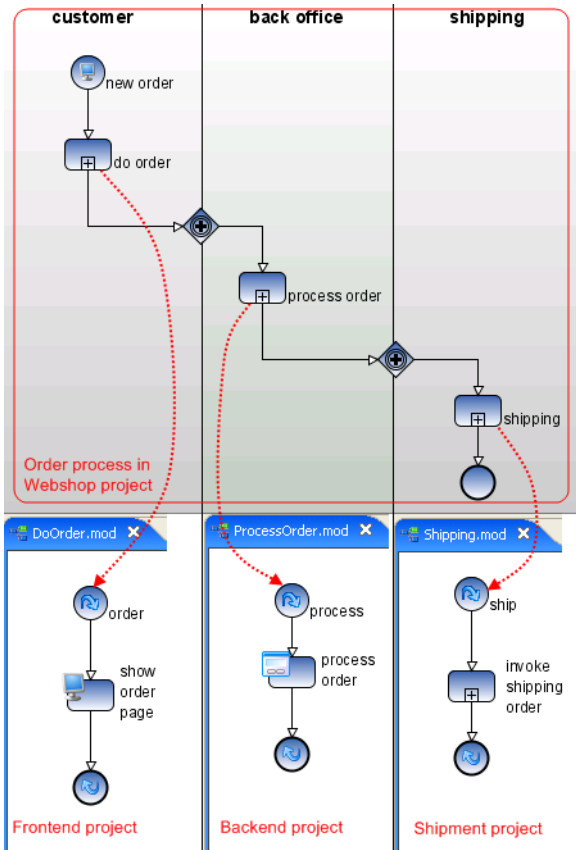 customer
back office
shipping
new order
do order
process order
shipping
Order process in
Webshop project
DoOrder.mod
ProcessOrder.mod
Shipping.mod
order
show
order
page
Frontend project
process
process
order
Backend project
ship
invoke
shipping
order
Shipment project